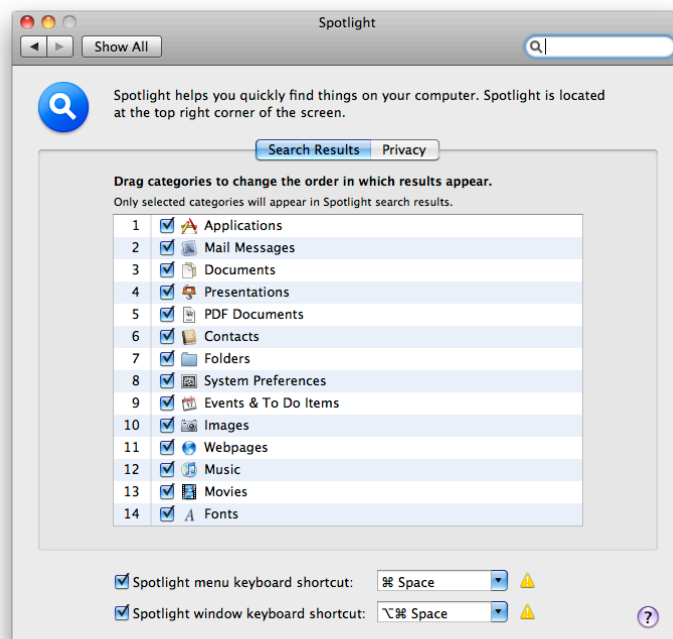 Spotlight
Show All
Spotlight helps you quickly find things on your computer. Spotlight is located
at the top right corner of the screen.
Search Results Privacy
Drag categories to change the order in which results appear.
Only selected categories will appear in Spotlight search results.
1 Applications
2 Mail Messages
3 Documents
4 Presentations
5 PDF Documents
6 Contacts
7 Folders
8 System Preferences
9 Events & To Do Items
10 Images
11 Webpages
12 Music
13 Movies
14 Fonts
Spotlight menu keyboard shortcut: ⌘ Space
Spotlight window keyboard shortcut: ⌥⌘ Space
?